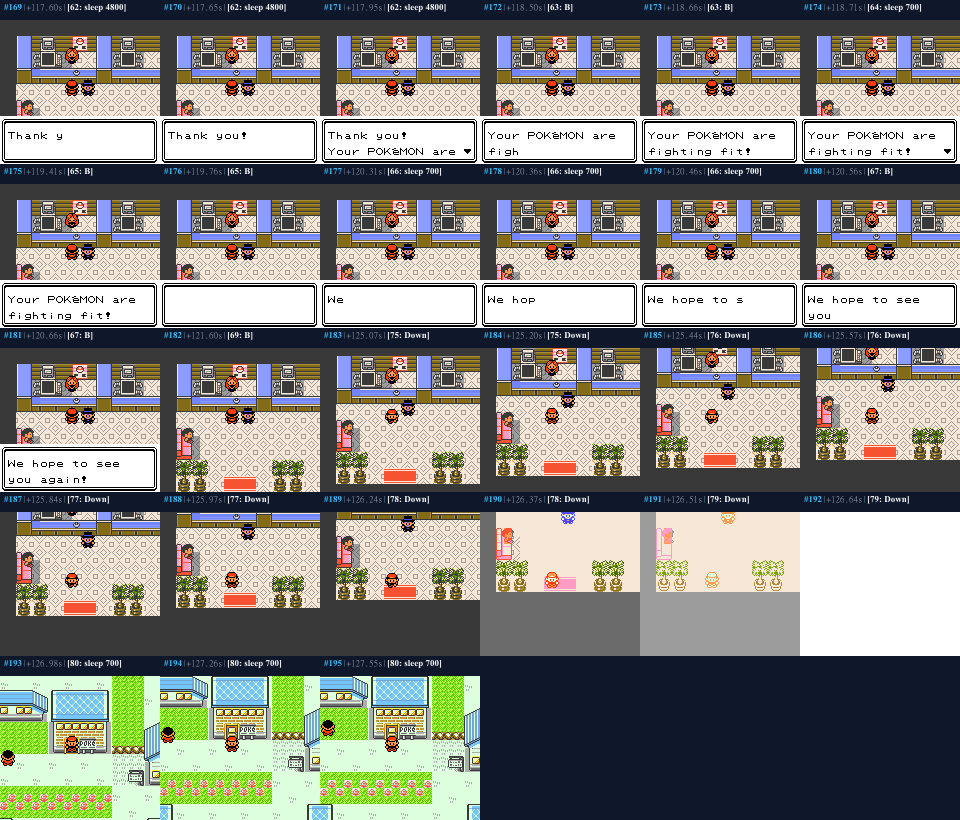 #169|+117.60s|[62: sleep 4800]
#170|+117.65s|[62: sleep 4800]
#171|+117.95s|[62: sleep 4800]
#172|+118.50s|[63: B]
#173|+118.66s|[63: B]
#174|+118.71s|[64: sleep 700]
Thank y
Thank you!
Thank you!
Your POKéMON are
Your POKéMON are
figh
Your POKéMON are
fighting fit!
Your POKéMON are
fighting fit!
#175|+119.41s|[65: B]
#176|+119.76s|[65: B]
#177|+120.31s|[66: sleep 700]
#178|+120.36s|[66: sleep 700]
#179|+120.46s|[66: sleep 700]
#180|+120.56s|[67: B]
Your POKéMON are
fighting fit!
We
We hop
We hope to s
We hope to see
you
#181|+120.66s|[67: B]
#182|+121.60s|[69: B]
#183|+125.07s|[75: Down]
#184|+125.20s|[75: Down]
#185|+125.44s|[76: Down]
#186|+125.57s|[76: Down]
We hope to see
you again!
#187|+125.84s|[77: Down]
#188|+125.97s|[77: Down]
#189|+126.24s|[78: Down]
#190|+126.37s|[78: Down]
#191|+126.51s|[79: Down]
#192|+126.64s|[79: Down]
#193|+126.98s|[80: sleep 700]
#194|+127.26s|[80: sleep 700]
#195|+127.55s|[80: sleep 700]
POKé
POKé
POKé